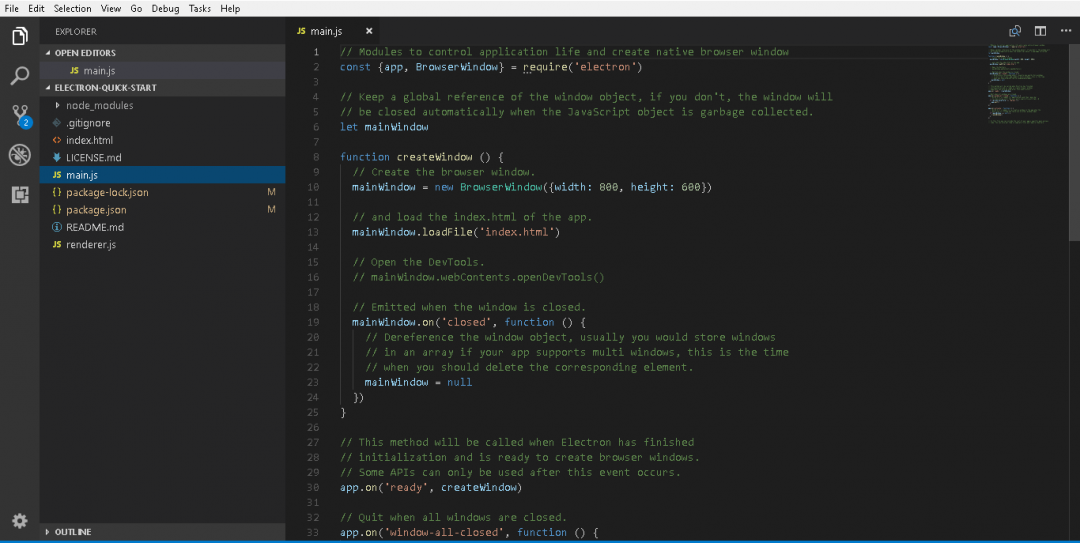 File Edit Selection View Go Debug Tasks Help
EXPLORER
OPEN EDITORS
JS main.js
ELECTRON-QUICK-START
node_modules
.gitignore
<> index.html
LICENSE.md
JS main.js
{} package-lock.json M
{} package.json M
README.md
JS renderer.js
OUTLINE
2
JS main.js ×
1 // Modules to control application life and create native browser window
2 const {app, BrowserWindow} = require('electron')
3
4 // Keep a global reference of the window object, if you don't, the window will
5 // be closed automatically when the JavaScript object is garbage collected.
6 let mainWindow
7
8 function createWindow () {
9 // Create the browser window.
10 mainWindow = new BrowserWindow({width: 800, height: 600})
11
12 // and load the index.html of the app.
13 mainWindow.loadFile('index.html')
14
15 // Open the DevTools.
16 // mainWindow.webContents.openDevTools()
17
18 // Emitted when the window is closed.
19 mainWindow.on('closed', function () {
20 // Dereference the window object, usually you would store windows
21 // in an array if your app supports multi windows, this is the time
22 // when you should delete the corresponding element.
23 mainWindow = null
24 })
25 }
26
27 // This method will be called when Electron has finished
28 // initialization and is ready to create browser windows.
29 // Some APIs can only be used after this event occurs.
30 app.on('ready', createWindow)
31
32 // Quit when all windows are closed.
33 app.on('window-all-closed', function () {